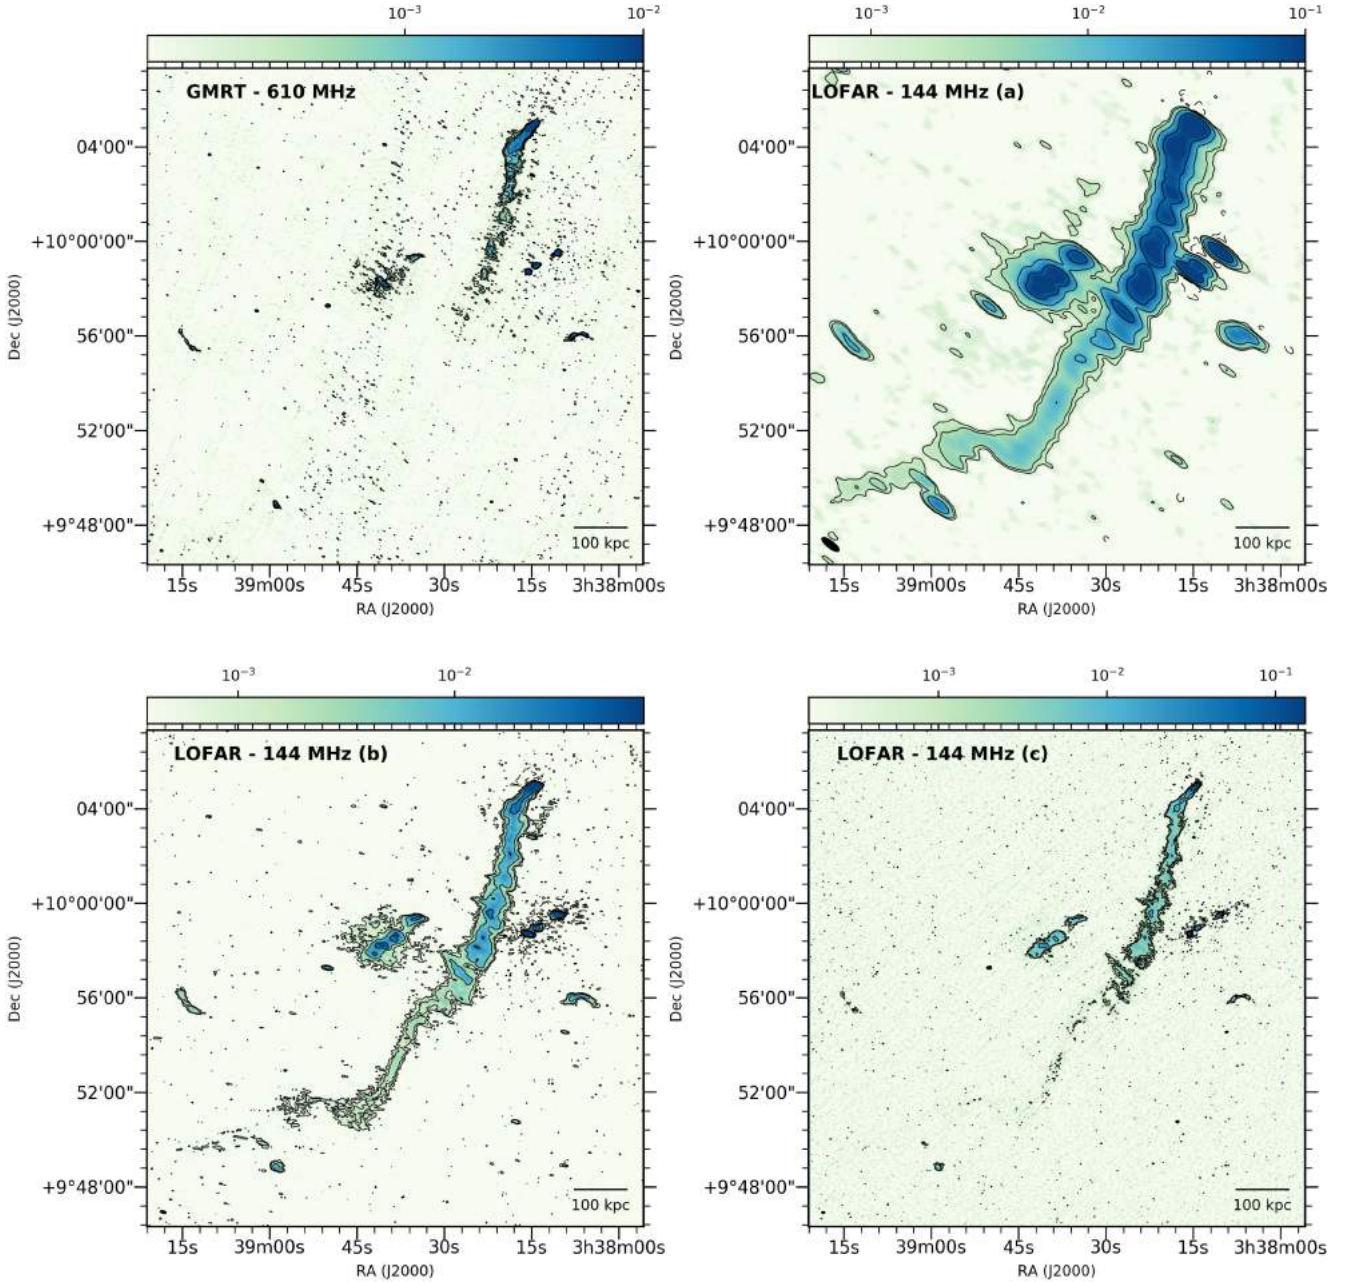 10⁻³ 10⁻²
GMRT - 610 MHz
04'00"
+10°00'00"
56'00"
52'00"
+9°48'00"
Dec (J2000)
100 kpc
15s 39m00s 45s 30s 15s 3h38m00s
RA (J2000)
10⁻³ 10⁻² 10⁻¹
LOFAR - 144 MHz (a)
04'00"
+10°00'00"
56'00"
52'00"
+9°48'00"
Dec (J2000)
100 kpc
15s 39m00s 45s 30s 15s 3h38m00s
RA (J2000)
10⁻³ 10⁻²
LOFAR - 144 MHz (b)
04'00"
+10°00'00"
56'00"
52'00"
+9°48'00"
Dec (J2000)
100 kpc
15s 39m00s 45s 30s 15s 3h38m00s
RA (J2000)
10⁻³ 10⁻² 10⁻¹
LOFAR - 144 MHz (c)
04'00"
+10°00'00"
56'00"
52'00"
+9°48'00"
Dec (J2000)
100 kpc
15s 39m00s 45s 30s 15s 3h38m00s
RA (J2000)